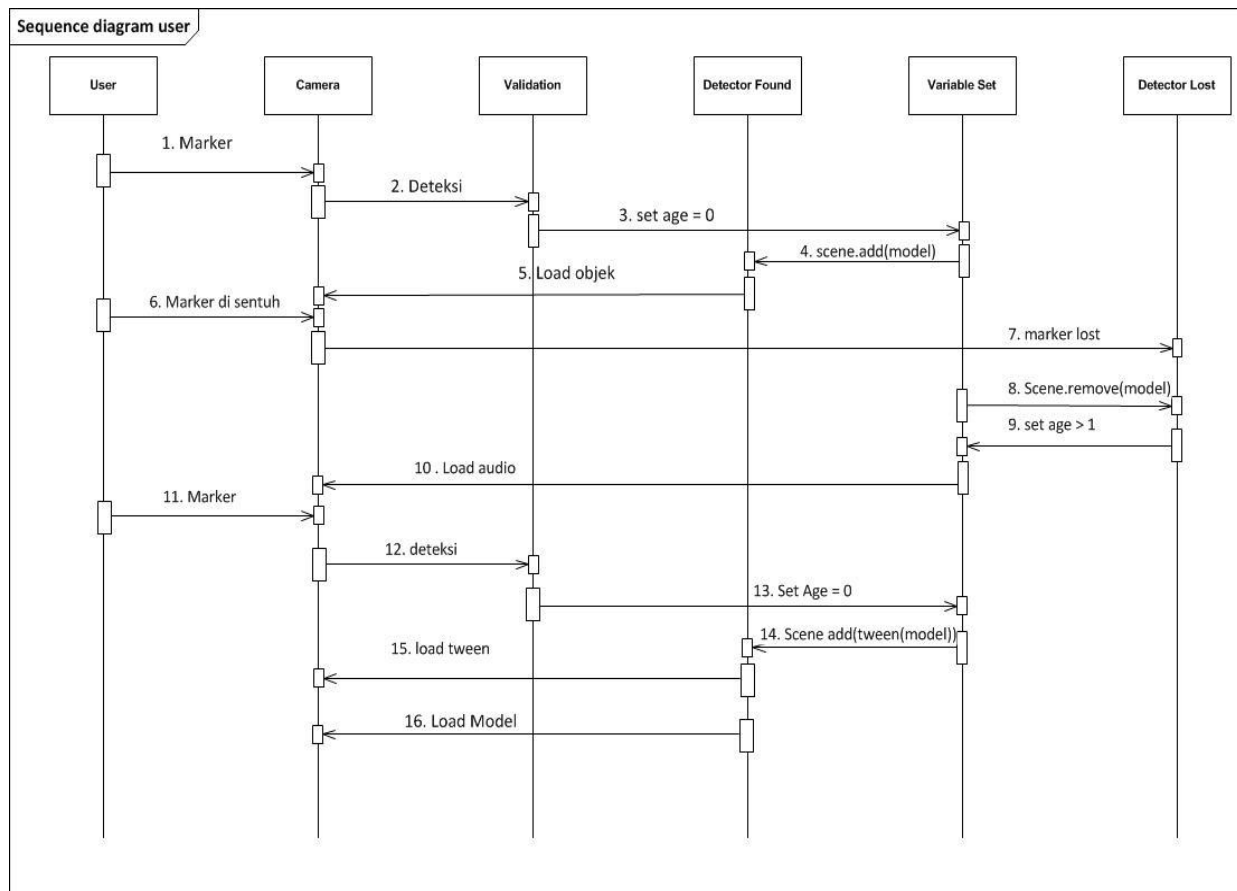 Sequence diagram user
User
Camera
Validation
Detector Found
Variable Set
Detector Lost
1. Marker
2. Deteksi
3. set age = 0
4. scene.add(model)
5. Load objek
6. Marker di sentuh
7. marker lost
8. Scene.remove(model)
9. set age > 1
10 . Load audio
11. Marker
12. deteksi
13. Set Age = 0
14. Scene add(tween(model))
15. load tween
16. Load Model